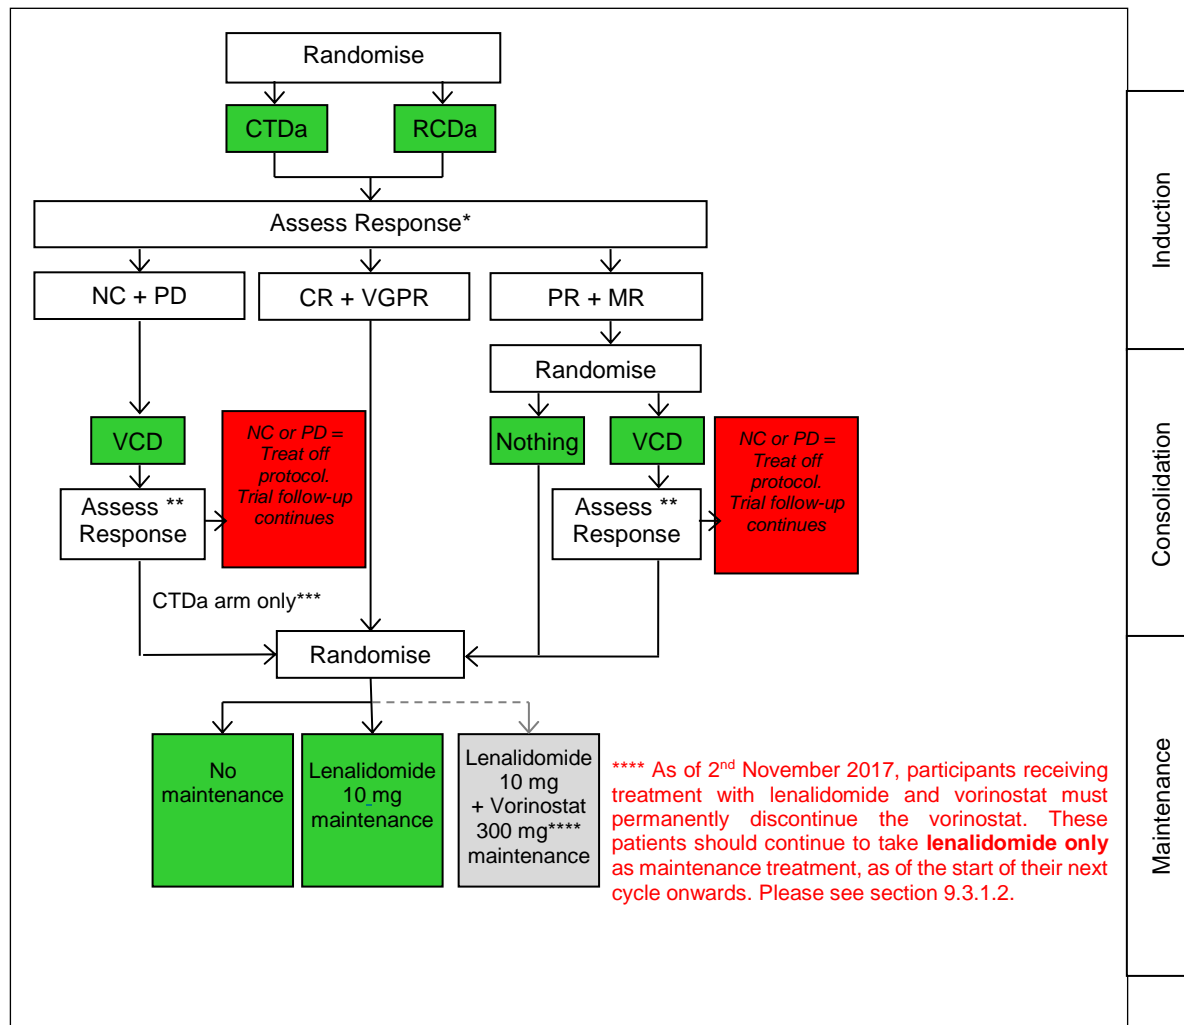 Randomise
CTDa
RCDa
Assess Response*
NC + PD
CR + VGPR
PR + MR
Randomise
VCD
NC or PD =
Treat off
protocol.
Trial follow-up
continues
Nothing
VCD
NC or PD =
Treat off
protocol.
Trial follow-up
continues
Assess **
Response
Assess **
Response
CTDa arm only***
Randomise
No
maintenance
Lenalidomide
10 mg
maintenance
Lenalidomide
10 mg
+ Vorinostat
300 mg****
maintenance
**** As of 2nd November 2017, participants receiving
treatment with lenalidomide and vorinostat must
permanently discontinue the vorinostat. These
patients should continue to take lenalidomide only
as maintenance treatment, as of the start of their next
cycle onwards. Please see section 9.3.1.2.
Induction
Consolidation
Maintenance